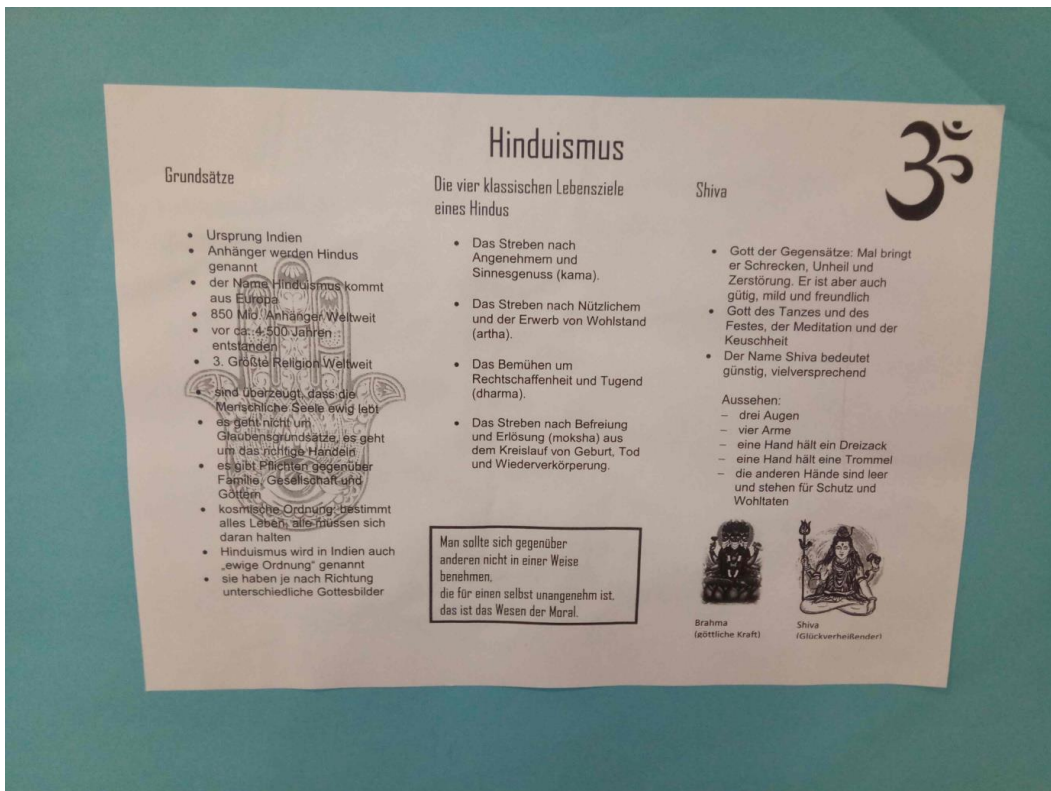 Hinduismus
Grundsätze
• Ursprung Indien
• Anhänger werden Hindus
genannt
• der Name Hinduismus kommt
aus Europa
• 850 Mio. Anhänger Weltweit
• vor ca. 4 500 Jahren
entstanden
• 3. Größte Religion Weltweit
• sind überzeugt, dass die
Menschliche Seele ewig lebt
• es geht nicht um
Glaubensgrundsätze, es geht
um das richtige Handeln
• es gibt Pflichten gegenüber
Familie, Gesellschaft und
Göttern
• kosmische Ordnung: bestimmt
alles Leben, alle müssen sich
daran halten
• Hinduismus wird in Indien auch
„ewige Ordnung“ genannt
• sie haben je nach Richtung
unterschiedliche Gottesbilder
Die vier klassischen Lebensziele
eines Hindus
• Das Streben nach
Angenehmem und
Sinnesgenuss (kama).
• Das Streben nach Nützlichem
und der Erwerb von Wohlstand
(artha).
• Das Bemühen um
Rechtschaffenheit und Tugend
(dharma).
• Das Streben nach Befreiung
und Erlösung (moksha) aus
dem Kreislauf von Geburt, Tod
und Wiederverkörperung.
Man sollte sich gegenüber
anderen nicht in einer Weise
benehmen,
die für einen selbst unangenehm ist,
das ist das Wesen der Moral.
ॐ
Shiva
• Gott der Gegensätze: Mal bringt
er Schrecken, Unheil und
Zerstörung. Er ist aber auch
gütig, mild und freundlich
• Gott des Tanzes und des
Festes, der Meditation und der
Keuschheit
• Der Name Shiva bedeutet
günstig, vielversprechend
Aussehen:
– drei Augen
– vier Arme
– eine Hand hält ein Dreizack
– eine Hand hält eine Trommel
– die anderen Hände sind leer
und stehen für Schutz und
Wohltaten
Brahma
(göttliche Kraft)
Shiva
(Glückverheißender)